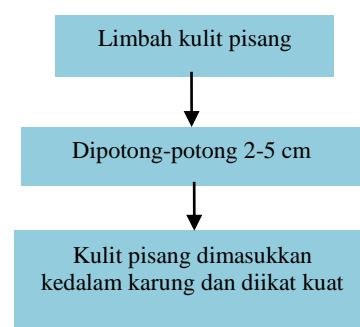 Limbah kulit pisang
Dipotong-potong 2-5 cm
Kulit pisang dimasukkan
kedalam karung dan diikat kuat